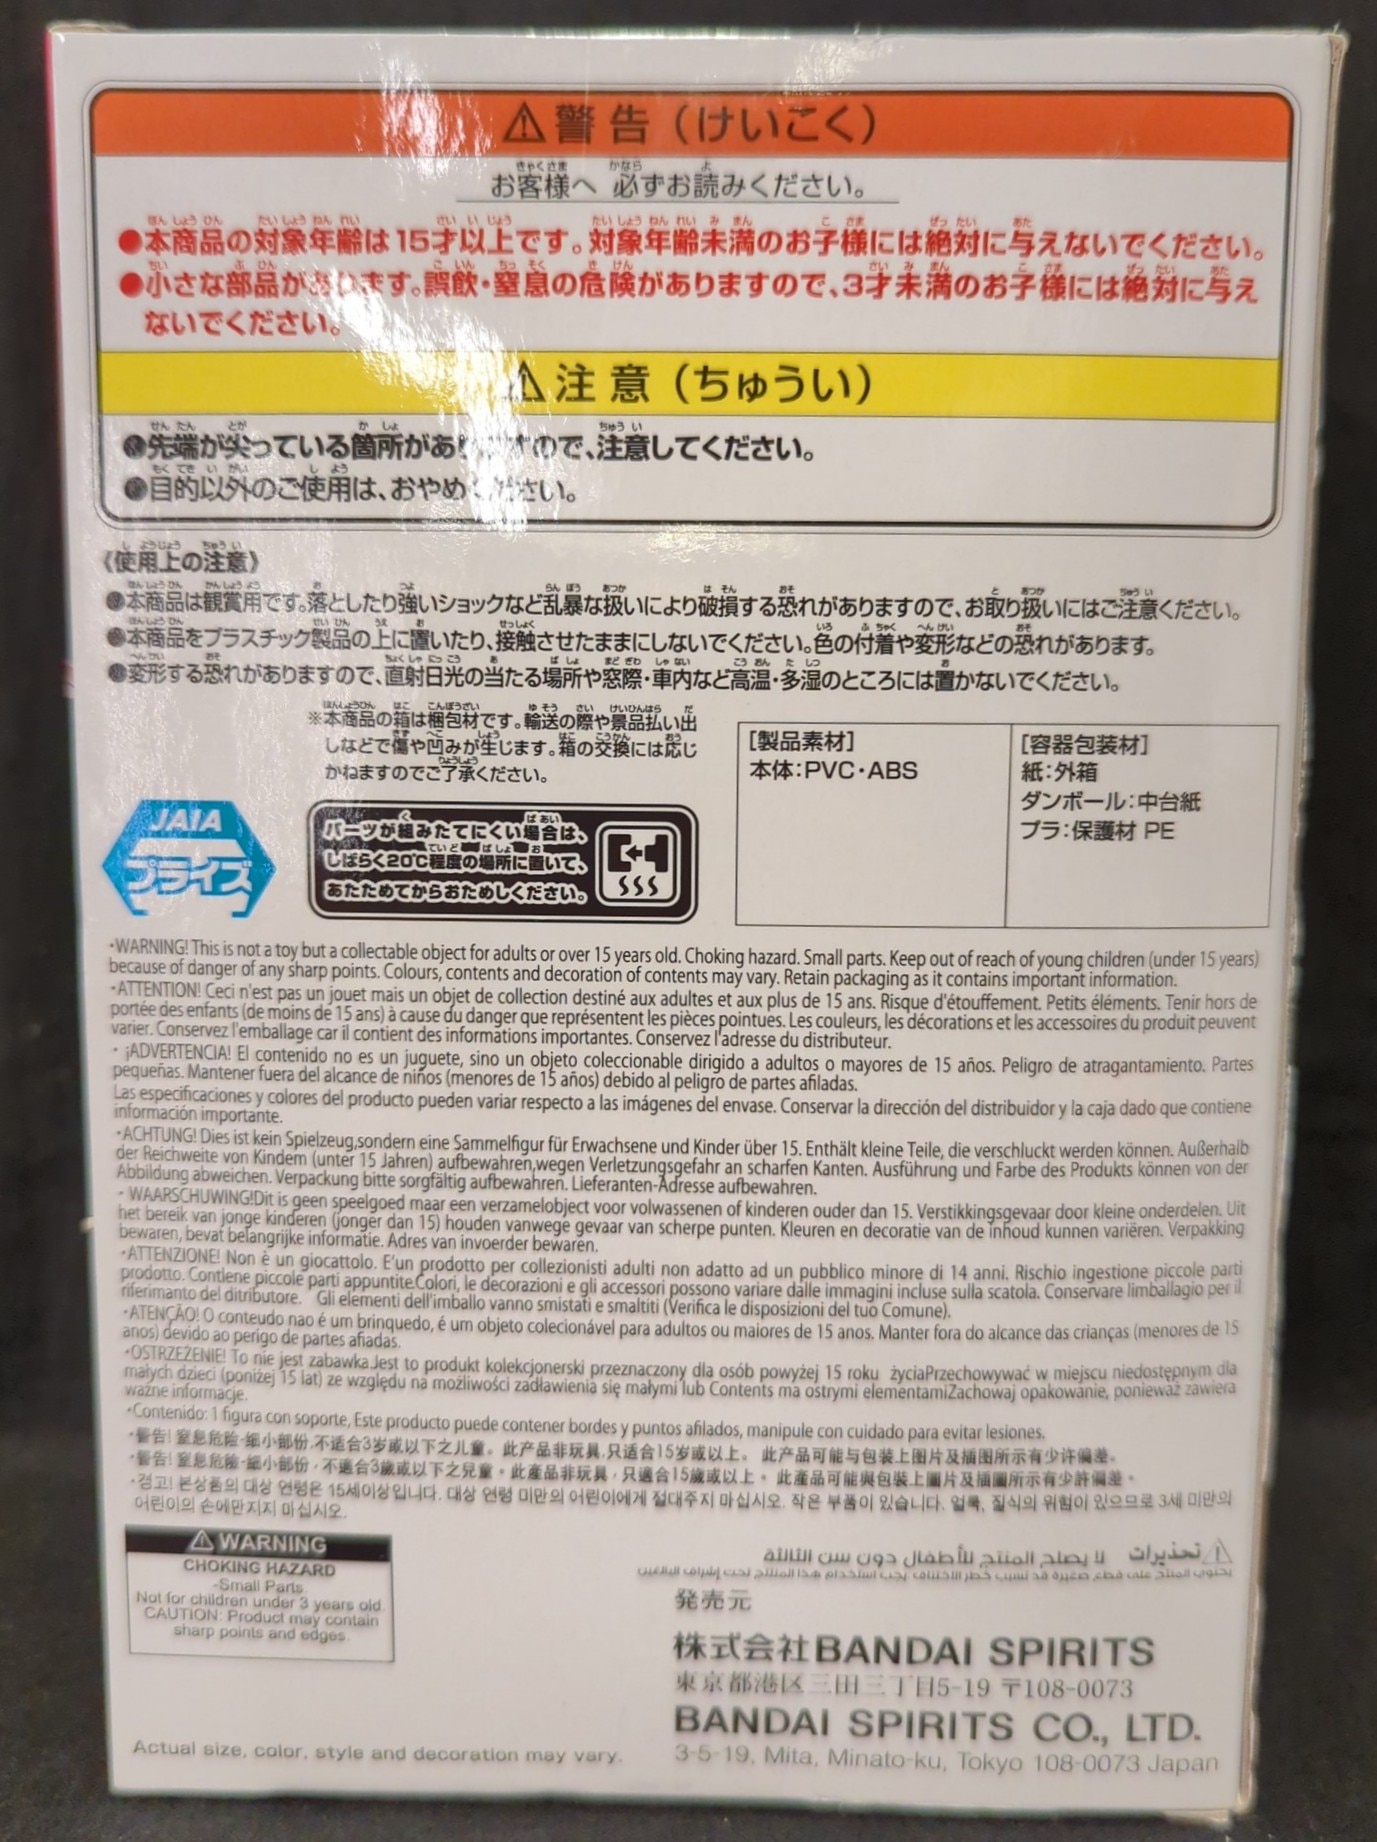 ⚠警告（けいこく）
お客様へ 必ずお読みください。
●本商品の対象年齢は15才以上です。対象年齢未満のお子様には絶対に与えないでください。
●小さな部品があります。誤飲・窒息の危険がありますので、3才未満のお子様には絶対に与え
ないでください。
⚠注意（ちゅうい）
●先端が尖っている箇所がありますので、注意してください。
●目的以外のご使用は、おやめください。
《使用上の注意》
●本商品は観賞用です。落としたり強いショックなど乱暴な扱いにより破損する恐れがありますので、お取り扱いにはご注意ください。
●本商品をプラスチック製品の上に置いたり、接触させたままにしないでください。色の付着や変形などの恐れがあります。
●変形する恐れがありますので、直射日光の当たる場所や窓際・車内など高温・多湿のところには置かないでください。
※本商品の箱は梱包材です。輸送の際や景品払い出
しなどで傷や凹みが生じます。箱の交換には応じ
かねますのでご了承ください。
[製品素材]
本体：PVC・ABS
[容器包装材]
紙：外箱
ダンボール：中台紙
プラ：保護材 PE
JAIA
プライズ
パーツが組みたてにくい場合は、
しばらく20℃程度の場所に置いて、
あたためてからおためしください。
・WARNING! This is not a toy but a collectable object for adults or over 15 years old. Choking hazard. Small parts. Keep out of reach of young children (under 15 years)
because of danger of any sharp points. Colours, contents and decoration of contents may vary. Retain packaging as it contains important information.
・ATTENTION! Ceci n'est pas un jouet mais un objet de collection destiné aux adultes et aux plus de 15 ans. Risque d'étouffement. Petits éléments. Tenir hors de
portée des enfants (de moins de 15 ans) à cause du danger que représentent les pièces pointues. Les couleurs, les décorations et les accessoires du produit peuvent
varier. Conservez l'emballage car il contient des informations importantes. Conservez l'adresse du distributeur.
・¡ADVERTENCIA! El contenido no es un juguete, sino un objeto coleccionable dirigido a adultos o mayores de 15 años. Peligro de atragantamiento. Partes
pequeñas. Mantener fuera del alcance de niños (menores de 15 años) debido al peligro de partes afiladas.
Las especificaciones y colores del producto pueden variar respecto a las imágenes del envase. Conservar la dirección del distribuidor y la caja dado que contiene
información importante.
・ACHTUNG! Dies ist kein Spielzeug,sondern eine Sammelfigur für Erwachsene und Kinder über 15. Enthält kleine Teile, die verschluckt werden können. Außerhalb
der Reichweite von Kindern (unter 15 Jahren) aufbewahren,wegen Verletzungsgefahr an scharfen Kanten. Ausführung und Farbe des Produkts können von der
Abbildung abweichen. Verpackung bitte sorgfältig aufbewahren. Lieferanten-Adresse aufbewahren.
・WAARSCHUWING!Dit is geen speelgoed maar een verzamelobject voor volwassenen of kinderen ouder dan 15. Verstikkingsgevaar door kleine onderdelen. Uit
het bereik van jonge kinderen (jonger dan 15) houden vanwege gevaar van scherpe punten. Kleuren en decoratie van de inhoud kunnen variëren. Verpakking
bewaren, bevat belangrijke informatie. Adres van invoerder bewaren.
・ATTENZIONE! Non è un giocattolo. E'un prodotto per collezionisti adulti non adatto ad un pubblico minore di 14 anni. Rischio ingestione piccole parti
prodotto. Contiene piccole parti appuntite.Colori, le decorazioni e gli accessori possono variare dalle immagini incluse sulla scatola. Conservare limballagio per il
riferimanto del ditributore. Gli elementi dell'imballo vanno smistati e smaltiti (Verifica le disposizioni del tuo Comune).
・ATENÇÃO! O conteudo nao é um brinquedo, é um objeto colecionável para adultos ou maiores de 15 anos. Manter fora do alcance das crianças (menores de 15
anos) devido ao perigo de partes afiadas.
・OSTRZEŻENIE! To nie jest zabawka.Jest to produkt kolekcjonerski przeznaczony dla osób powyżej 15 roku życiaPrzechowywać w miejscu niedostępnym dla
małych dzieci (poniżej 15 lat) ze względu na możliwości zadławienia się małymi lub Contents ma ostrymi elementamiZachowaj opakowanie, ponieważ zawiera
ważne informacje.
・Contenido: 1 figura con soporte, Este producto puede contener bordes y puntos afilados, manipule con cuidado para evitar lesiones.
・警告! 窒息危险-细小部份.不适合3岁或以下之儿童。此产品非玩具.只适合15岁或以上。 此产品可能与包装上图片及插图所示有少许偏差。
・警告! 窒息危險-細小部份，不適合3歲或以下之兒童。此產品非玩具，只適合15歲或以上。 此產品可能與包裝上圖片及插圖所示有少許偏差。
・경고! 본상품의 대상 연령은 15세이상입니다. 대상 연령 미만의 어린이에게 절대주지 마십시오. 작은 부품이 있습니다. 얼룩, 질식의 위험이 있으므로 3세 미만의
어린이의 손에만지지 마십시오.
⚠WARNING
CHOKING HAZARD
-Small Parts
Not for children under 3 years old.
CAUTION: Product may contain
sharp points and edges.
⚠ تحذيرات لا يصلح المنتج للأطفال دون سن الثالثة
発売元
株式会社BANDAI SPIRITS
東京都港区三田三丁目5-19 〒108-0073
BANDAI SPIRITS CO., LTD.
3-5-19, Mita, Minato-ku, Tokyo 108-0073 Japan
Actual size, color, style and decoration may vary.